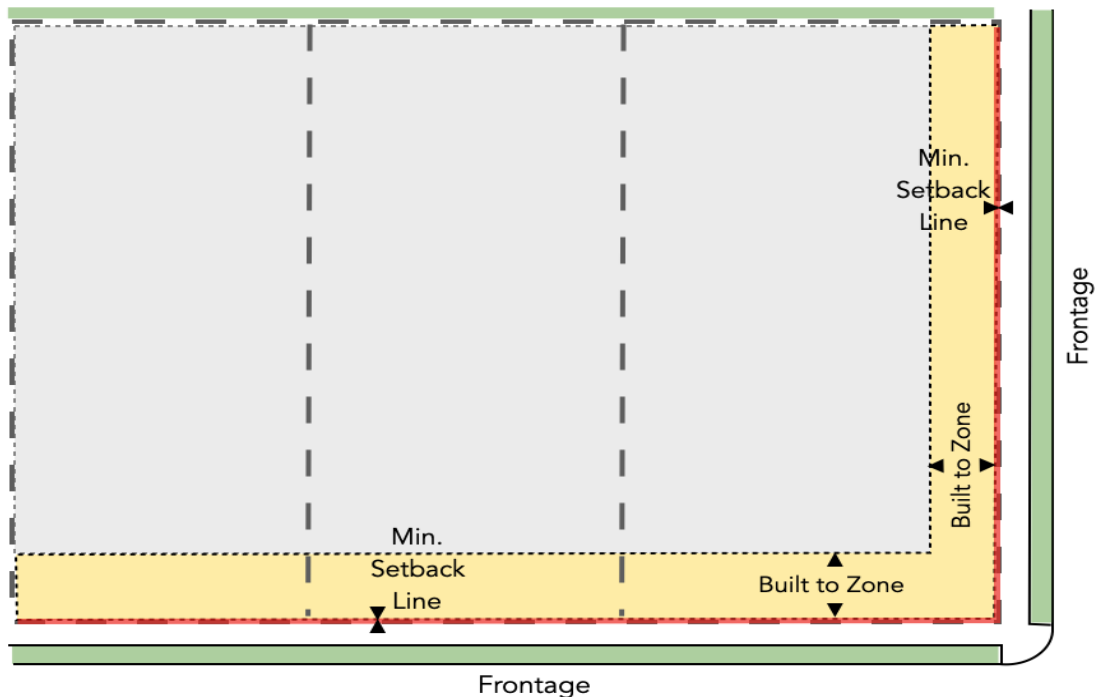 Min.
Setback
Line
Frontage
Built to Zone
Min.
Setback
Line
Built to Zone
Frontage